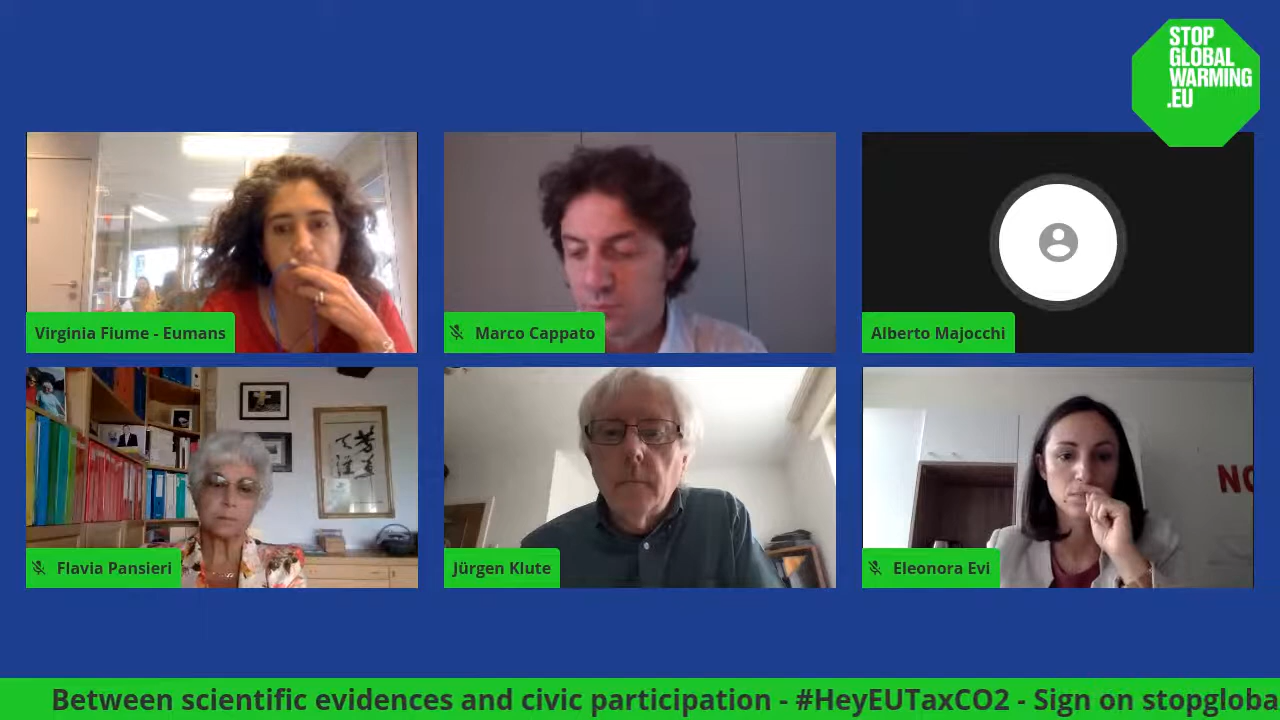 STOP
GLOBAL
WARMING
.EU
Virginia Fiume - Eumans
Marco Cappato
Alberto Majocchi
NO
Flavia Pansieri
Jürgen Klute
Eleonora Evi
Between scientific evidences and civic participation - #HeyEUTaxCO2 - Sign on stopgloba